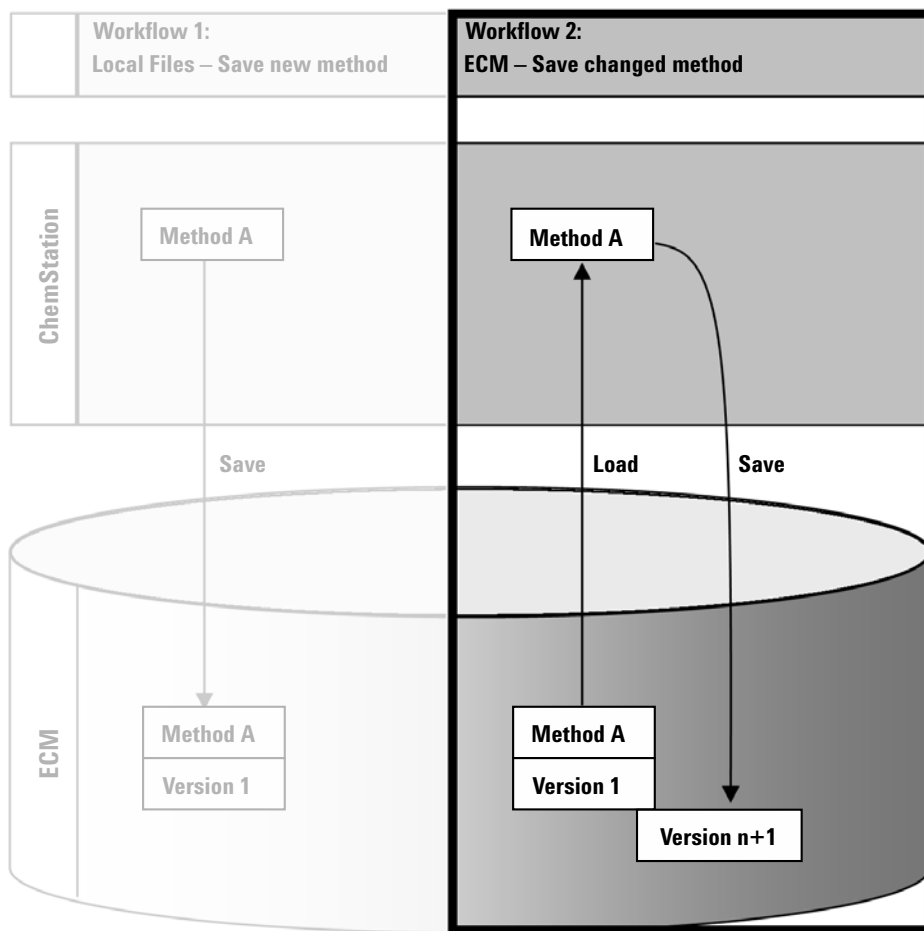 Workflow 1:
Local Files – Save new method
Workflow 2:
ECM – Save changed method
ChemStation
Method A
Method A
Save
Load
Save
ECM
Method A
Version 1
Method A
Version 1
Version n+1